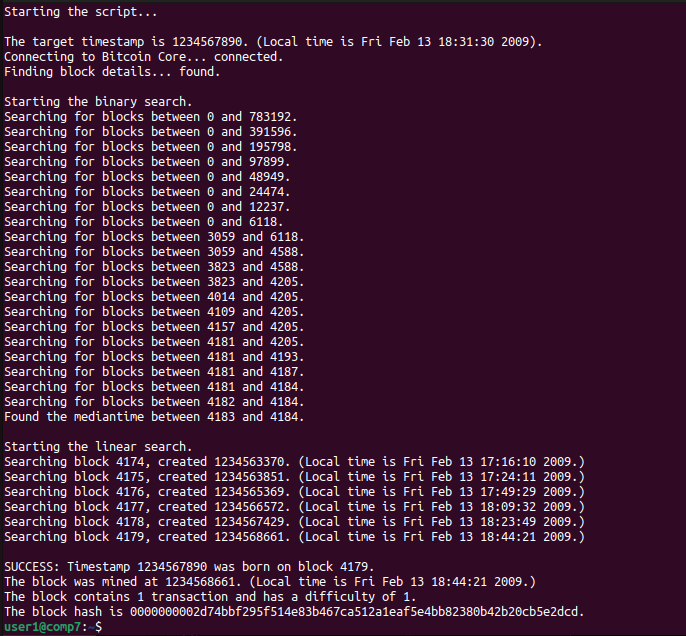 Starting the script...
The target timestamp is 1234567890. (Local time is Fri Feb 13 18:31:30 2009).
Connecting to Bitcoin Core... connected.
Finding block details... found.
Starting the binary search.
Searching for blocks between 0 and 783192.
Searching for blocks between 0 and 391596.
Searching for blocks between 0 and 195798.
Searching for blocks between 0 and 97899.
Searching for blocks between 0 and 48949.
Searching for blocks between 0 and 24474.
Searching for blocks between 0 and 12237.
Searching for blocks between 0 and 6118.
Searching for blocks between 3059 and 6118.
Searching for blocks between 3059 and 4588.
Searching for blocks between 3823 and 4588.
Searching for blocks between 3823 and 4205.
Searching for blocks between 4014 and 4205.
Searching for blocks between 4109 and 4205.
Searching for blocks between 4157 and 4205.
Searching for blocks between 4181 and 4205.
Searching for blocks between 4181 and 4193.
Searching for blocks between 4181 and 4187.
Searching for blocks between 4181 and 4184.
Searching for blocks between 4182 and 4184.
Found the mediantime between 4183 and 4184.
Starting the linear search.
Searching block 4174, created 1234563370. (Local time is Fri Feb 13 17:16:10 2009.)
Searching block 4175, created 1234563851. (Local time is Fri Feb 13 17:24:11 2009.)
Searching block 4176, created 1234565369. (Local time is Fri Feb 13 17:49:29 2009.)
Searching block 4177, created 1234566572. (Local time is Fri Feb 13 18:09:32 2009.)
Searching block 4178, created 1234567429. (Local time is Fri Feb 13 18:23:49 2009.)
Searching block 4179, created 1234568661. (Local time is Fri Feb 13 18:44:21 2009.)
SUCCESS: Timestamp 1234567890 was born on block 4179.
The block was mined at 1234568661. (Local time is Fri Feb 13 18:44:21 2009.)
The block contains 1 transaction and has a difficulty of 1.
The block hash is 0000000002d74bbf295f514e83b467ca512a1eaf5e4bb82380b42b20cb5e2dcd.
user1@comp7:~$